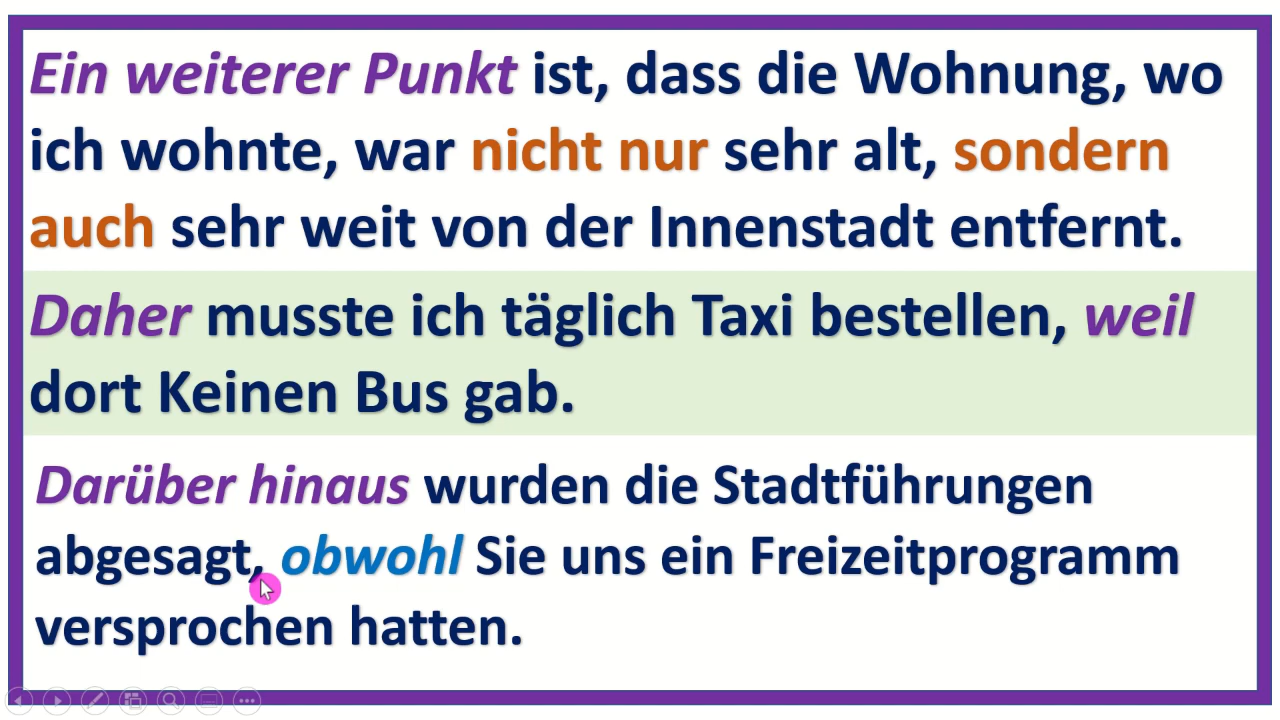 Ein weiterer Punkt ist, dass die Wohnung, wo
ich wohnte, war nicht nur sehr alt, sondern
auch sehr weit von der Innenstadt entfernt.
Daher musste ich täglich Taxi bestellen, weil
dort Keinen Bus gab.
Darüber hinaus wurden die Stadtführungen
abgesagt, obwohl Sie uns ein Freizeitprogramm
versprochen hatten.